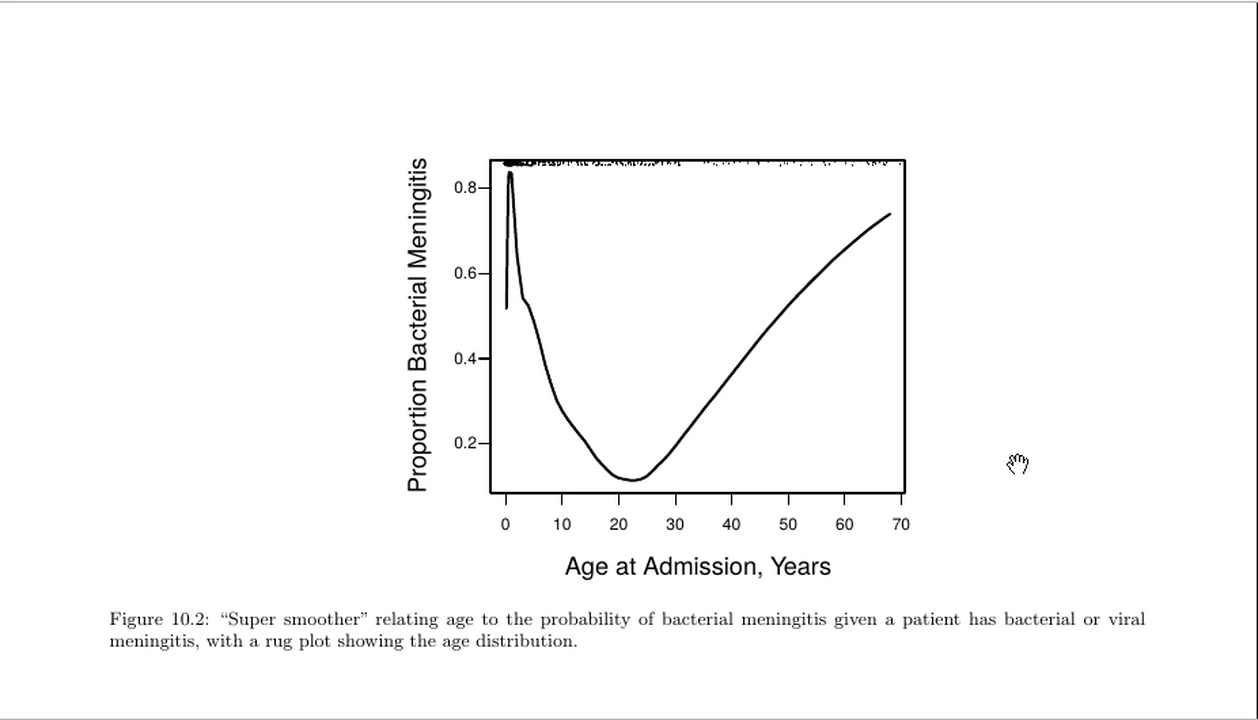 Proportion Bacterial Meningitis
0.8
0.6
0.4
0.2
0 10 20 30 40 50 60 70
Age at Admission, Years
Figure 10.2: “Super smoother” relating age to the probability of bacterial meningitis given a patient has bacterial or viral
meningitis, with a rug plot showing the age distribution.